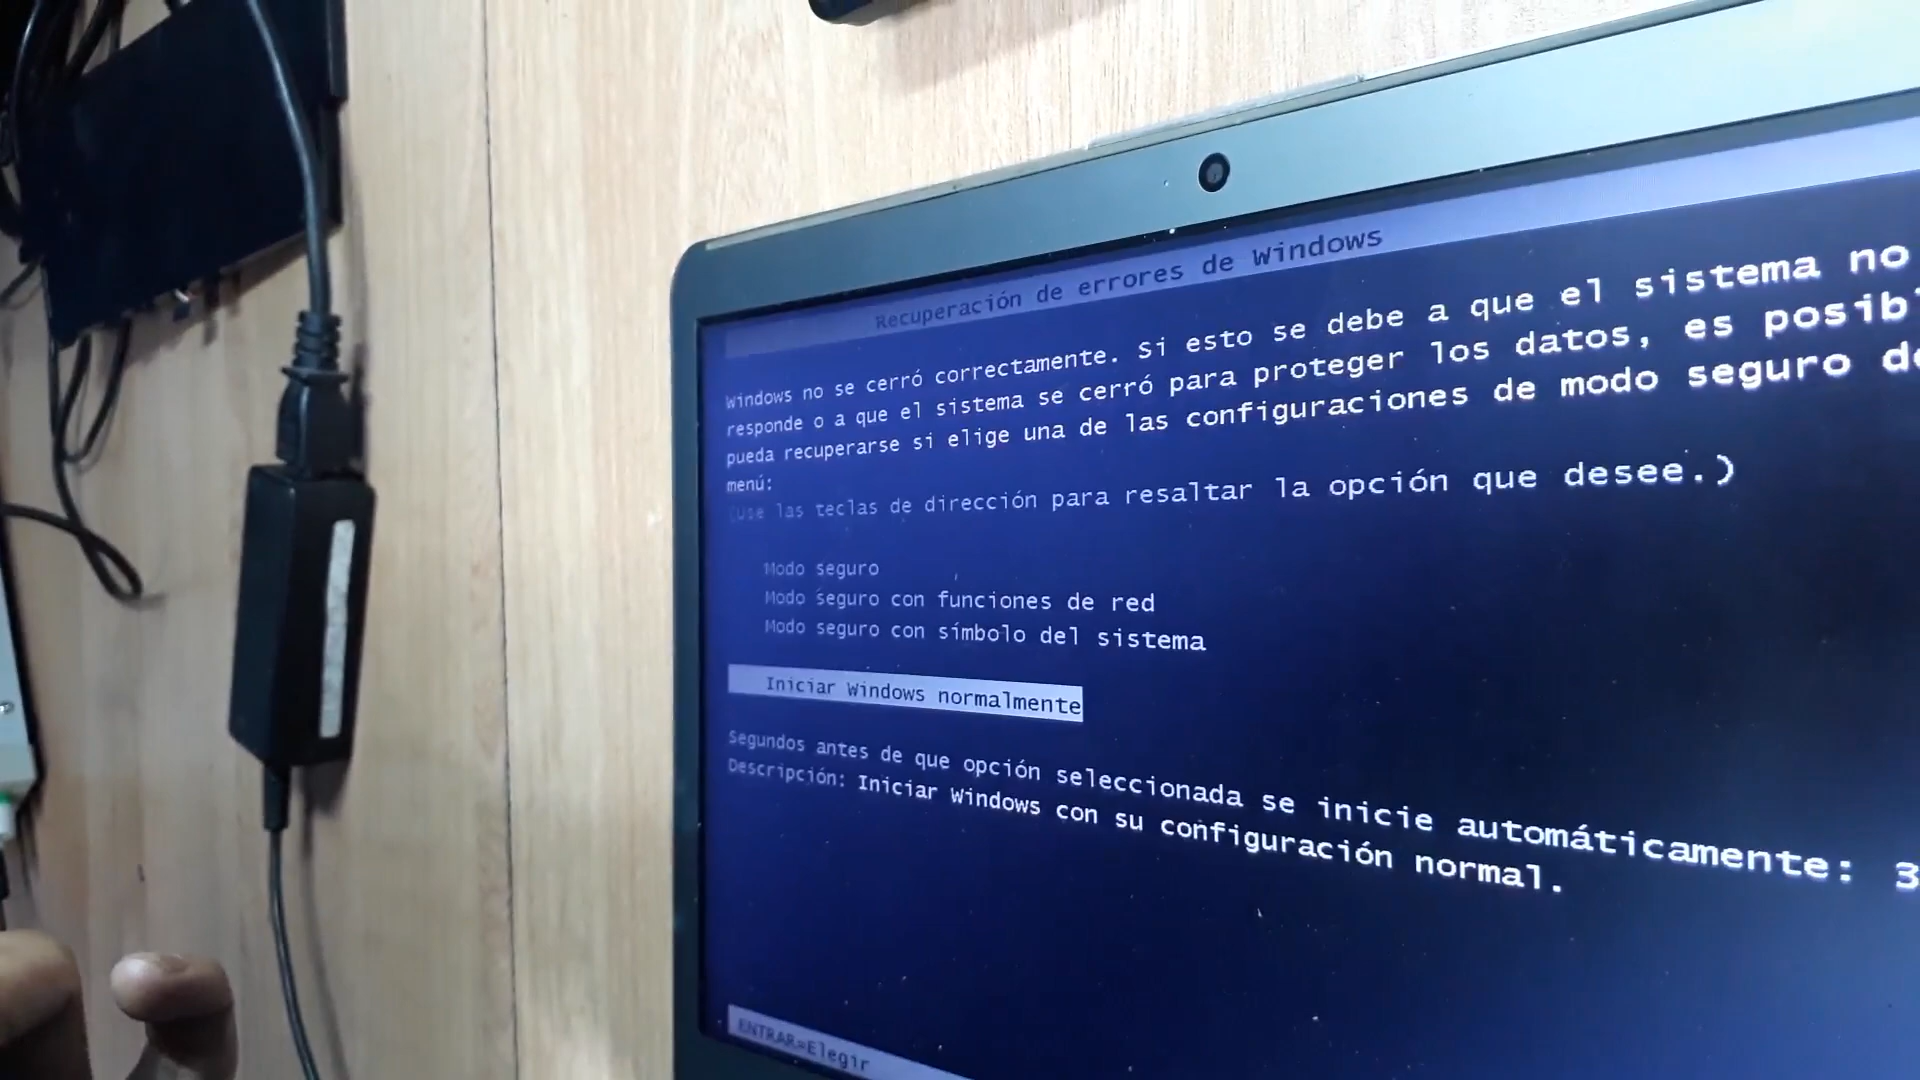 Recuperación de errores de Windows
Windows no se cerró correctamente. Si esto se debe a que el sistema no
responde o a que el sistema se cerró para proteger los datos, es posibl
pueda recuperarse si elige una de las configuraciones de modo seguro de
menú:
(Use las teclas de dirección para resaltar la opción que desee.)
Modo seguro
Modo seguro con funciones de red
Modo seguro con símbolo del sistema
Iniciar Windows normalmente
Segundos antes de que opción seleccionada se inicie automáticamente: 3
Descripción: Iniciar Windows con su configuración normal.
ENTRAR=Elegir